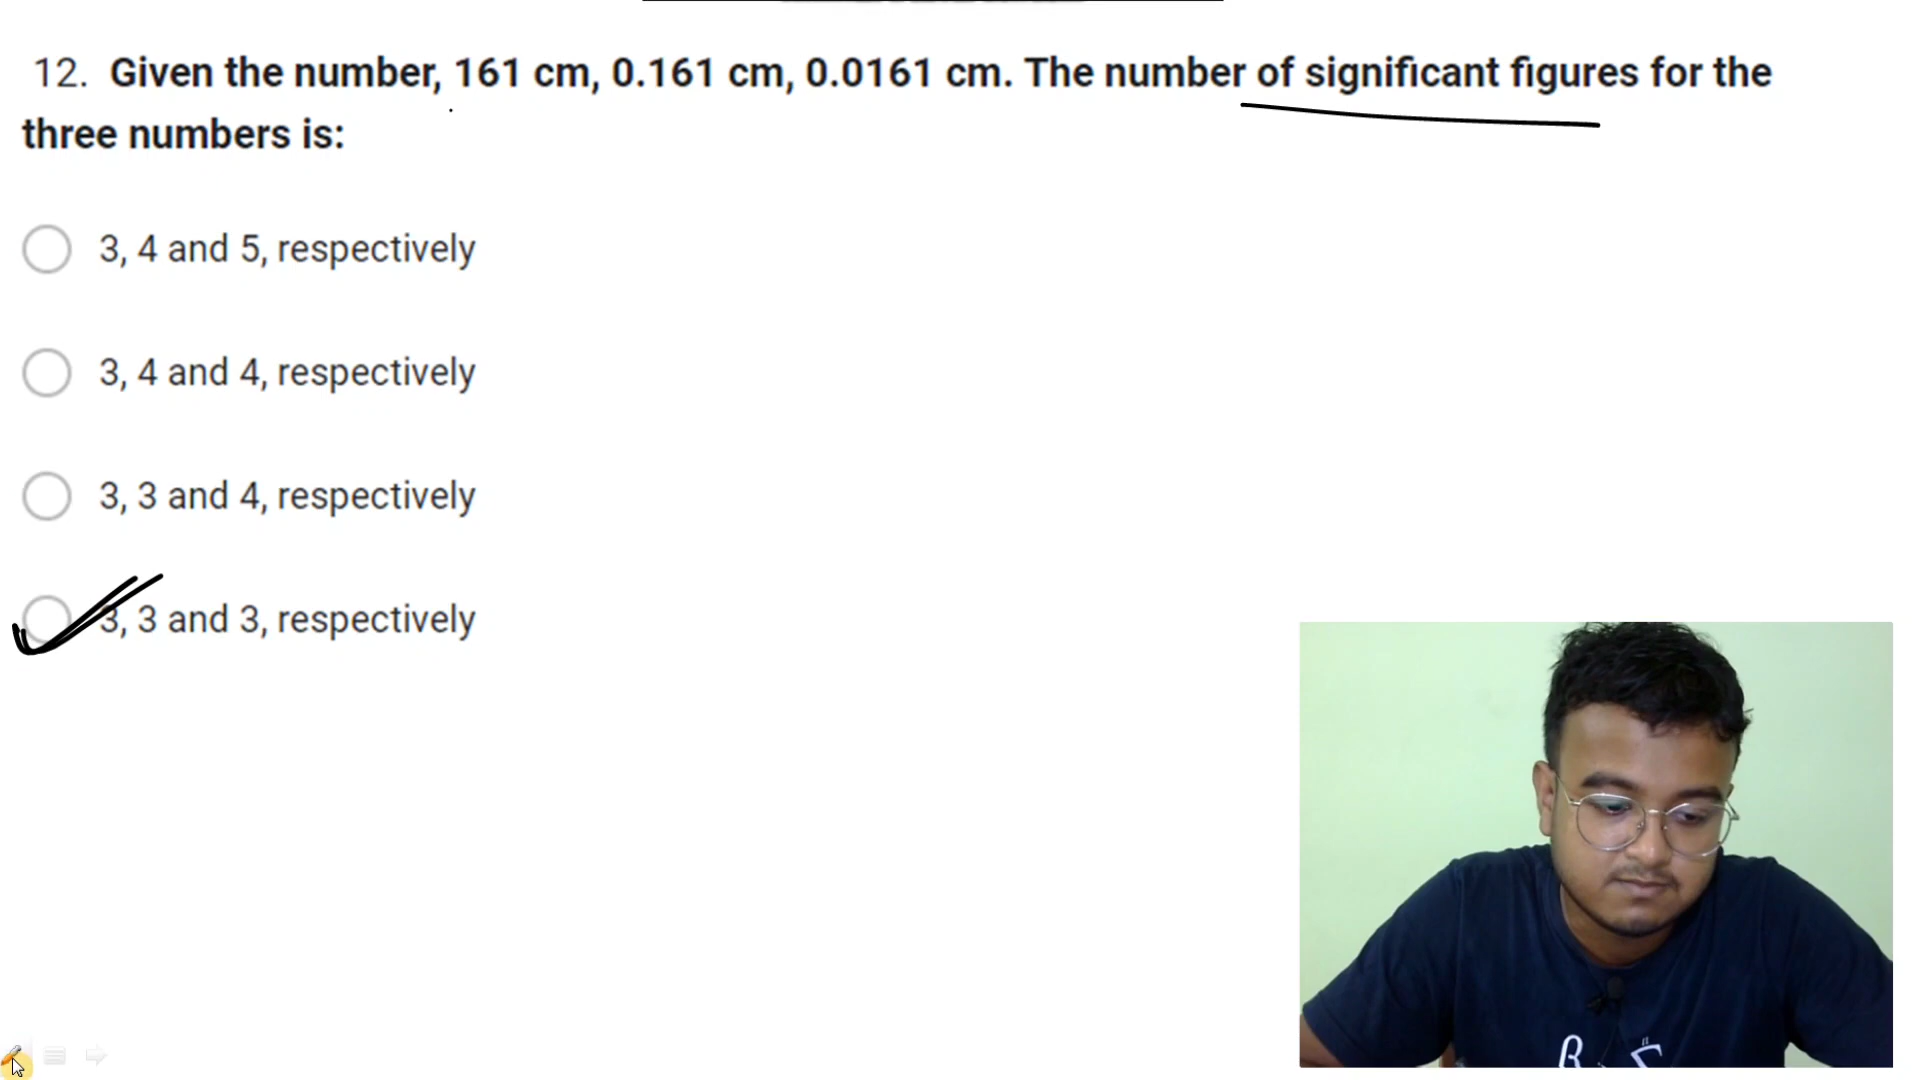 12. Given the number, 161 cm, 0.161 cm, 0.0161 cm. The number of significant figures for the
three numbers is:
3, 4 and 5, respectively
3, 4 and 4, respectively
3, 3 and 4, respectively
3, 3 and 3, respectively